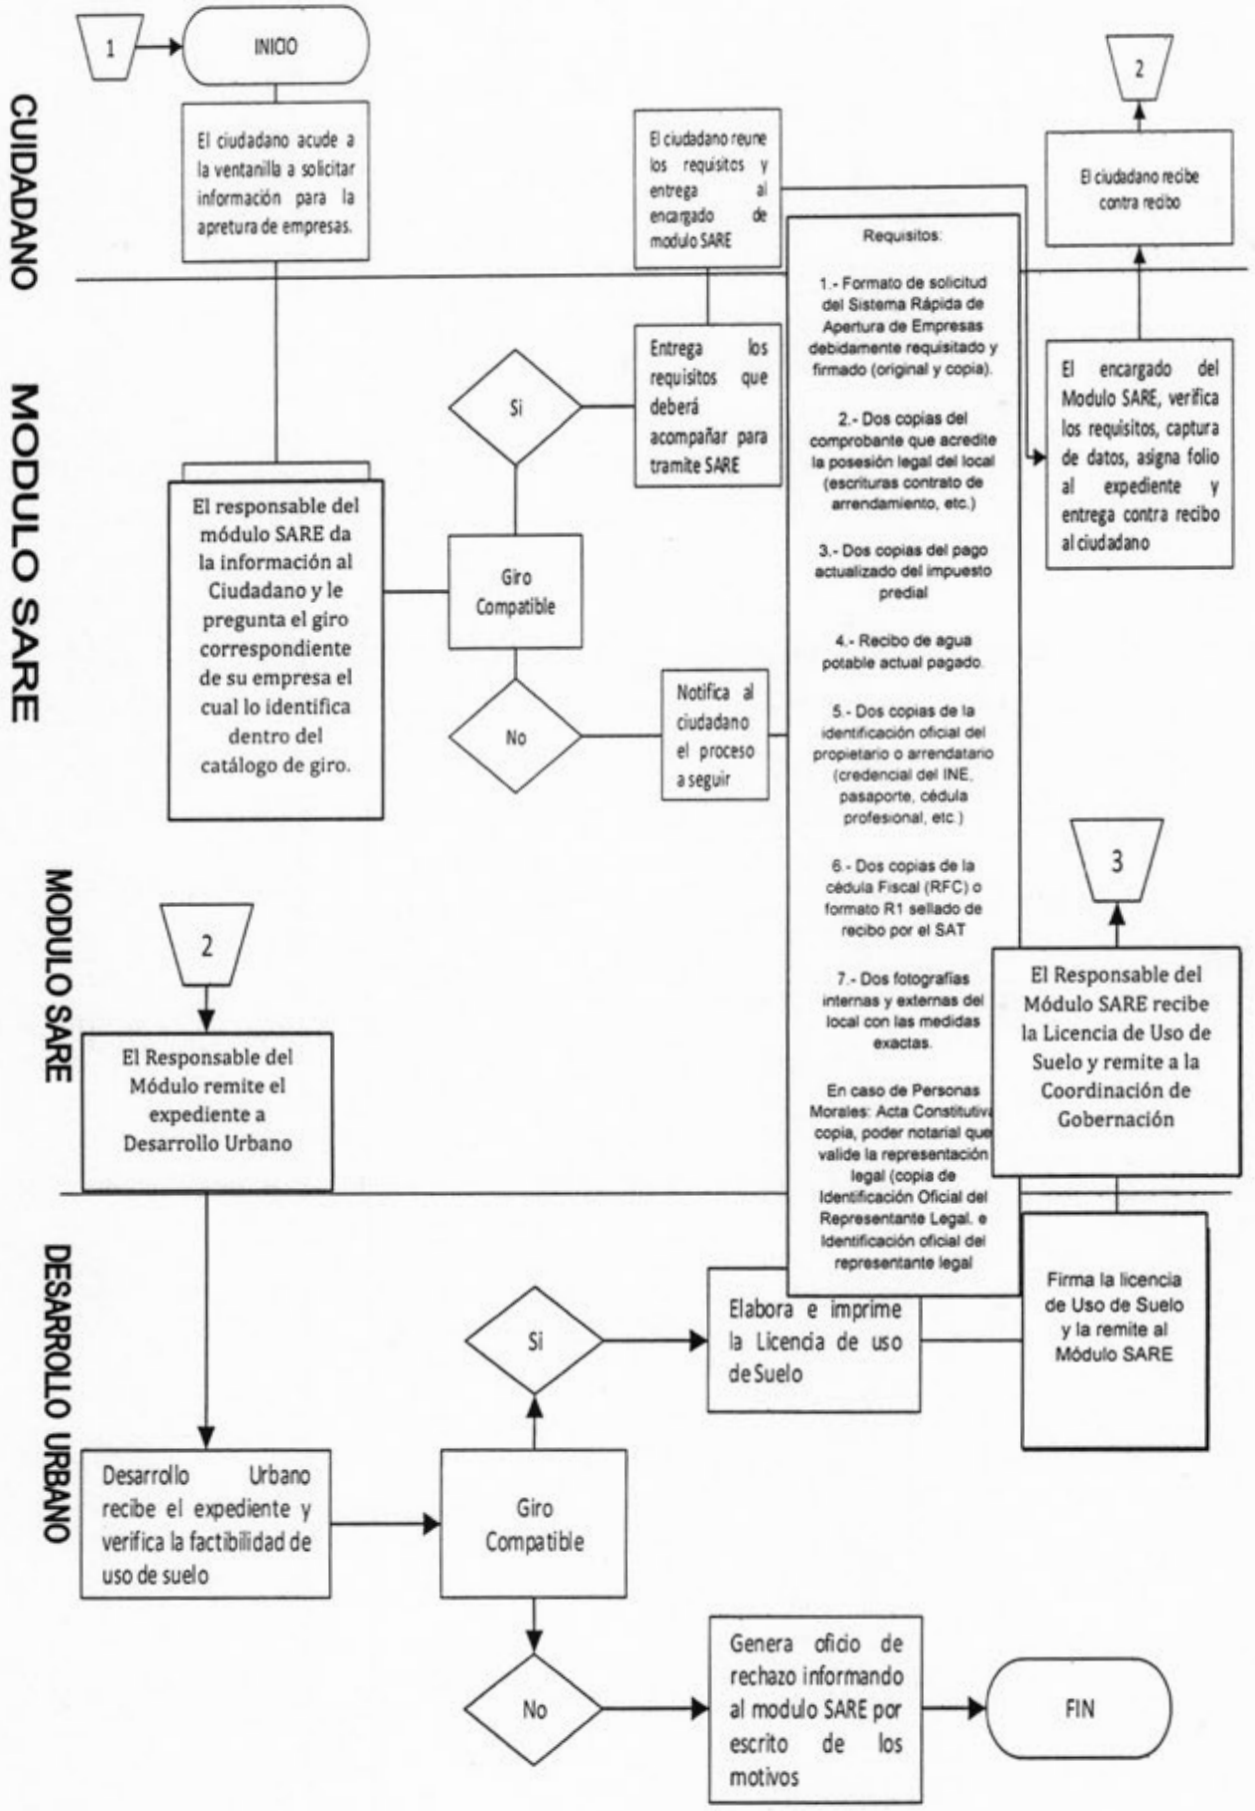 CUIDADANO
1
INICIO
El ciudadano acude a
la ventanilla a solicitar
información para la
apretura de empresas.
El ciudadano reune
los requisitos y
entrega al
encargado de
modulo SARE
2
El ciudadano recibe
contra recibo
MODULO SARE
El responsable del
módulo SARE da
la información al
Ciudadano y le
pregunta el giro
correspondiente
de su empresa el
cual lo identifica
dentro del
catálogo de giro.
Giro
Compatible
Si
Entrega los
requisitos que
deberá
acompañar para
tramite SARE
No
Notifica al
ciudadano
el proceso
a seguir
Requisitos:
1.- Formato de solicitud
del Sistema Rápida de
Apertura de Empresas
debidamente requisitado y
firmado (original y copia).
2.- Dos copias del
comprobante que acredite
la posesión legal del local
(escrituras contrato de
arrendamiento, etc.)
3.- Dos copias del pago
actualizado del impuesto
predial
4.- Recibo de agua
potable actual pagado.
5.- Dos copias de la
identificación oficial del
propietario o arrendatario
(credencial del INE,
pasaporte, cédula
profesional, etc.)
6.- Dos copias de la
cédula Fiscal (RFC) o
formato R1 sellado de
recibo por el SAT
7.- Dos fotografías
internas y externas del
local con las medidas
exactas.
En caso de Personas
Morales: Acta Constitutiva
copia, poder notarial que
valide la representación
legal (copia de
Identificación Oficial del
Representante Legal. e
Identificación oficial del
representante legal
El encargado del
Modulo SARE, verifica
los requisitos, captura
de datos, asigna folio
al expediente y
entrega contra recibo
al ciudadano
MODULO SARE
2
El Responsable del
Módulo remite el
expediente a
Desarrollo Urbano
3
El Responsable del
Módulo SARE recibe
la Licencia de Uso de
Suelo y remite a la
Coordinación de
Gobernación
DESARROLLO URBANO
Desarrollo Urbano
recibe el expediente y
verifica la factibilidad de
uso de suelo
Giro
Compatible
Si
Elabora e imprime
la Licencia de uso
de Suelo
Firma la licencia
de Uso de Suelo
y la remite al
Módulo SARE
No
Genera oficio de
rechazo informando
al modulo SARE por
escrito de los
motivos
FIN